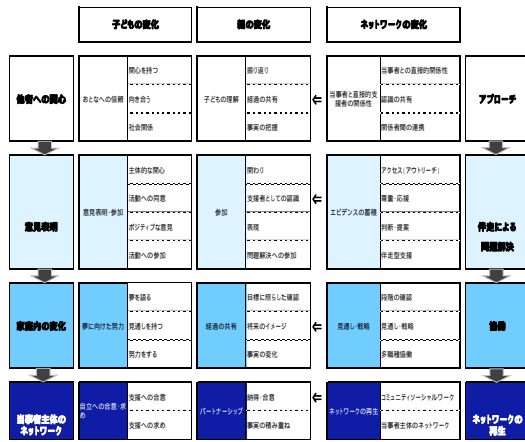 子どもの変化
親の変化
ネットワークの変化
他者への関心
おとなへの信頼
関心を持つ
向き合う
社会関係
子どもの理解
振り返り
経過の共有
事実の把握
⇐
当事者と直接的支
援者の関係性
当事者との直接的関係性
認識の共有
関係者間の連携
アプローチ
意見表明
意見表明・参加
主体的な関心
活動への同意
ポジティブな意見
活動への参加
参加
関わり
支援者としての認識
表現
問題解決への参加
⇐
エビデンスの蓄積
アクセス(アウトリーチ)
尊重・応援
判断・提案
伴走型支援
伴走による
問題解決
家庭内の変化
夢に向けた努力
夢を語る
見通しを持つ
努力をする
経過の共有
目標に照らした確認
将来のイメージ
事実の変化
⇐
見通し・戦略
段階の確認
見通し・戦略
多職種協働
協働
当事者主体の
ネットワーク
自立への合意・求
め
支援への合意
支援への求め
パートナーシップ
納得・合意
事実の積み重ね
⇐
ネットワークの再生
コミュニティソーシャルワーク
当事者主体のネットワーク
ネットワークの
再生